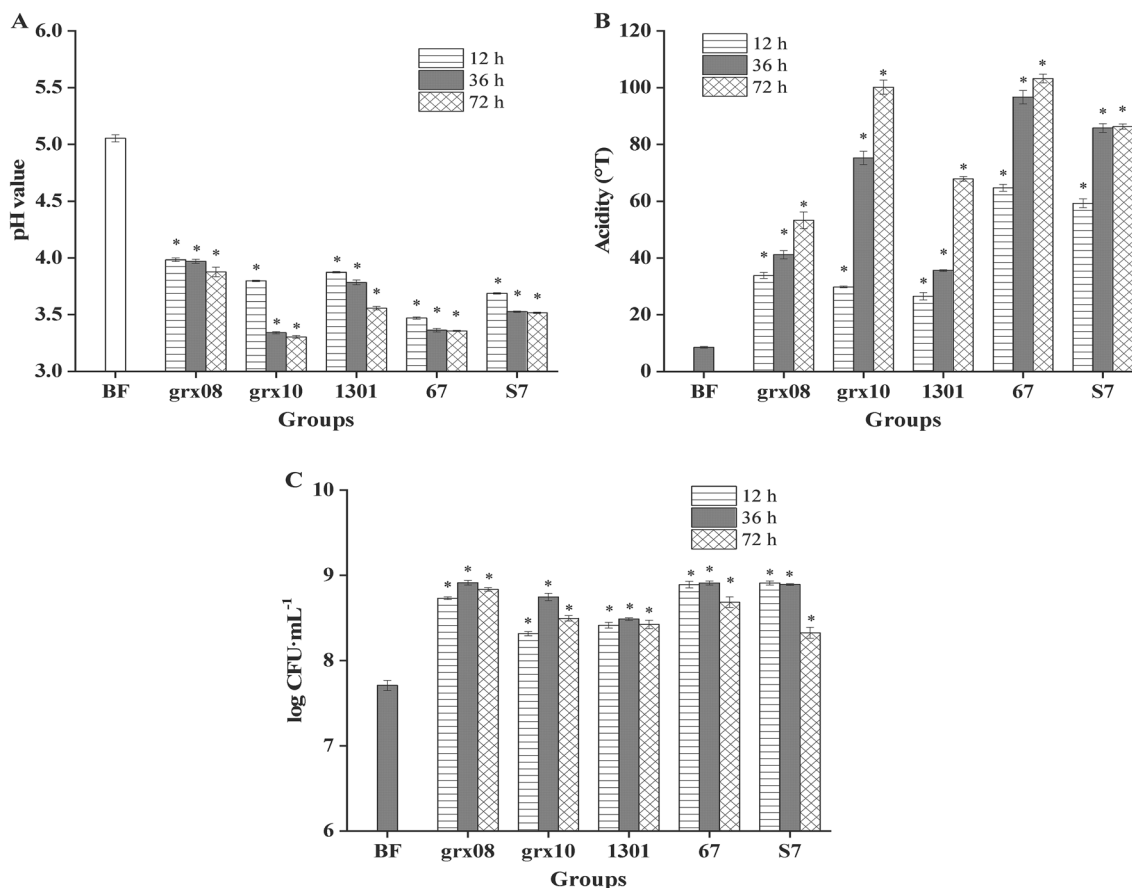 A
6.0
5.5
5.0
4.5
4.0
3.5
3.0
pH value
12 h
36 h
72 h
* * * * * * * * * * * * * * *
BF grx08 grx10 1301 67 S7
Groups
B
120
100
80
60
40
20
0
Acidity (°T)
12 h
36 h
72 h
* * * * * * * * * * * * * * *
BF grx08 grx10 1301 67 S7
Groups
C
10
9
8
7
6
log CFU·mL⁻¹
12 h
36 h
72 h
* * * * * * * * * * * * * * *
BF grx08 grx10 1301 67 S7
Groups